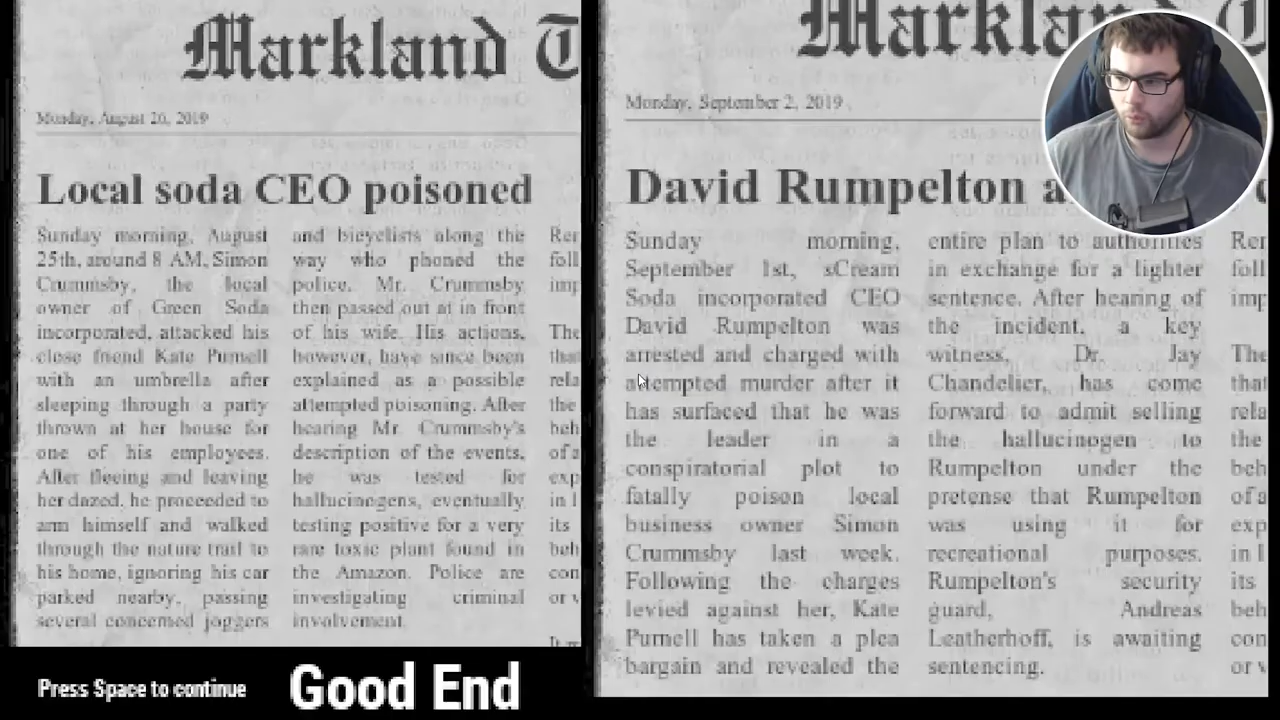 Markland T
Monday, August 26, 2019
Local soda CEO poisoned
Sunday morning, August
25th, around 8 AM, Simon
Crummsby, the local
owner of Green Soda
incorporated, attacked his
close friend Kate Purnell
with an umbrella after
sleeping through a party
thrown at her house for
one of his employees.
After fleeing and leaving
her dazed, he proceeded to
arm himself and walked
through the nature trail to
his home, ignoring his car
parked nearby, passing
several concerned joggers
and bicyclists along the
way who phoned the
police. Mr. Crummsby
then passed out at in front
of his wife. His actions,
however, have since been
explained as a possible
attempted poisoning. After
hearing Mr. Crummsby's
description of the events,
he was tested for
hallucinogens, eventually
testing positive for a very
rare toxic plant found in
the Amazon. Police are
investigating criminal
involvement.
Press Space to continue
Good End
Markland T
Monday, September 2, 2019
David Rumpelton a
Sunday morning,
September 1st, sCream
Soda incorporated CEO
David Rumpelton was
arrested and charged with
attempted murder after it
has surfaced that he was
the leader in a
conspiratorial plot to
fatally poison local
business owner Simon
Crummsby last week.
Following the charges
levied against her, Kate
Purnell has taken a plea
bargain and revealed the
entire plan to authorities
in exchange for a lighter
sentence. After hearing of
the incident, a key
witness, Dr. Jay
Chandelier, has come
forward to admit selling
the hallucinogen to
Rumpelton under the
pretense that Rumpelton
was using it for
recreational purposes.
Rumpelton's security
guard, Andreas
Leatherhoff, is awaiting
sentencing.